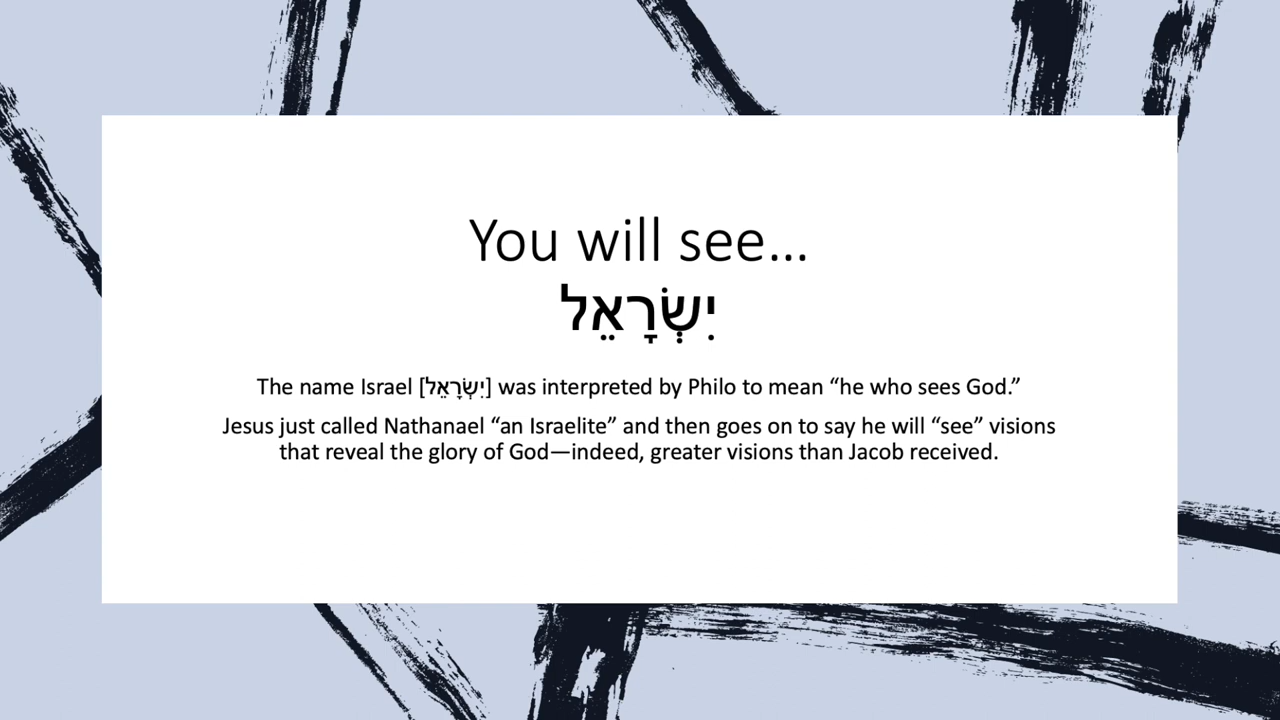 You will see...
יִשְׂרָאֵל
The name Israel [יִשְׂרָאֵל] was interpreted by Philo to mean “he who sees God.”
Jesus just called Nathanael “an Israelite” and then goes on to say he will “see” visions
that reveal the glory of God—indeed, greater visions than Jacob received.